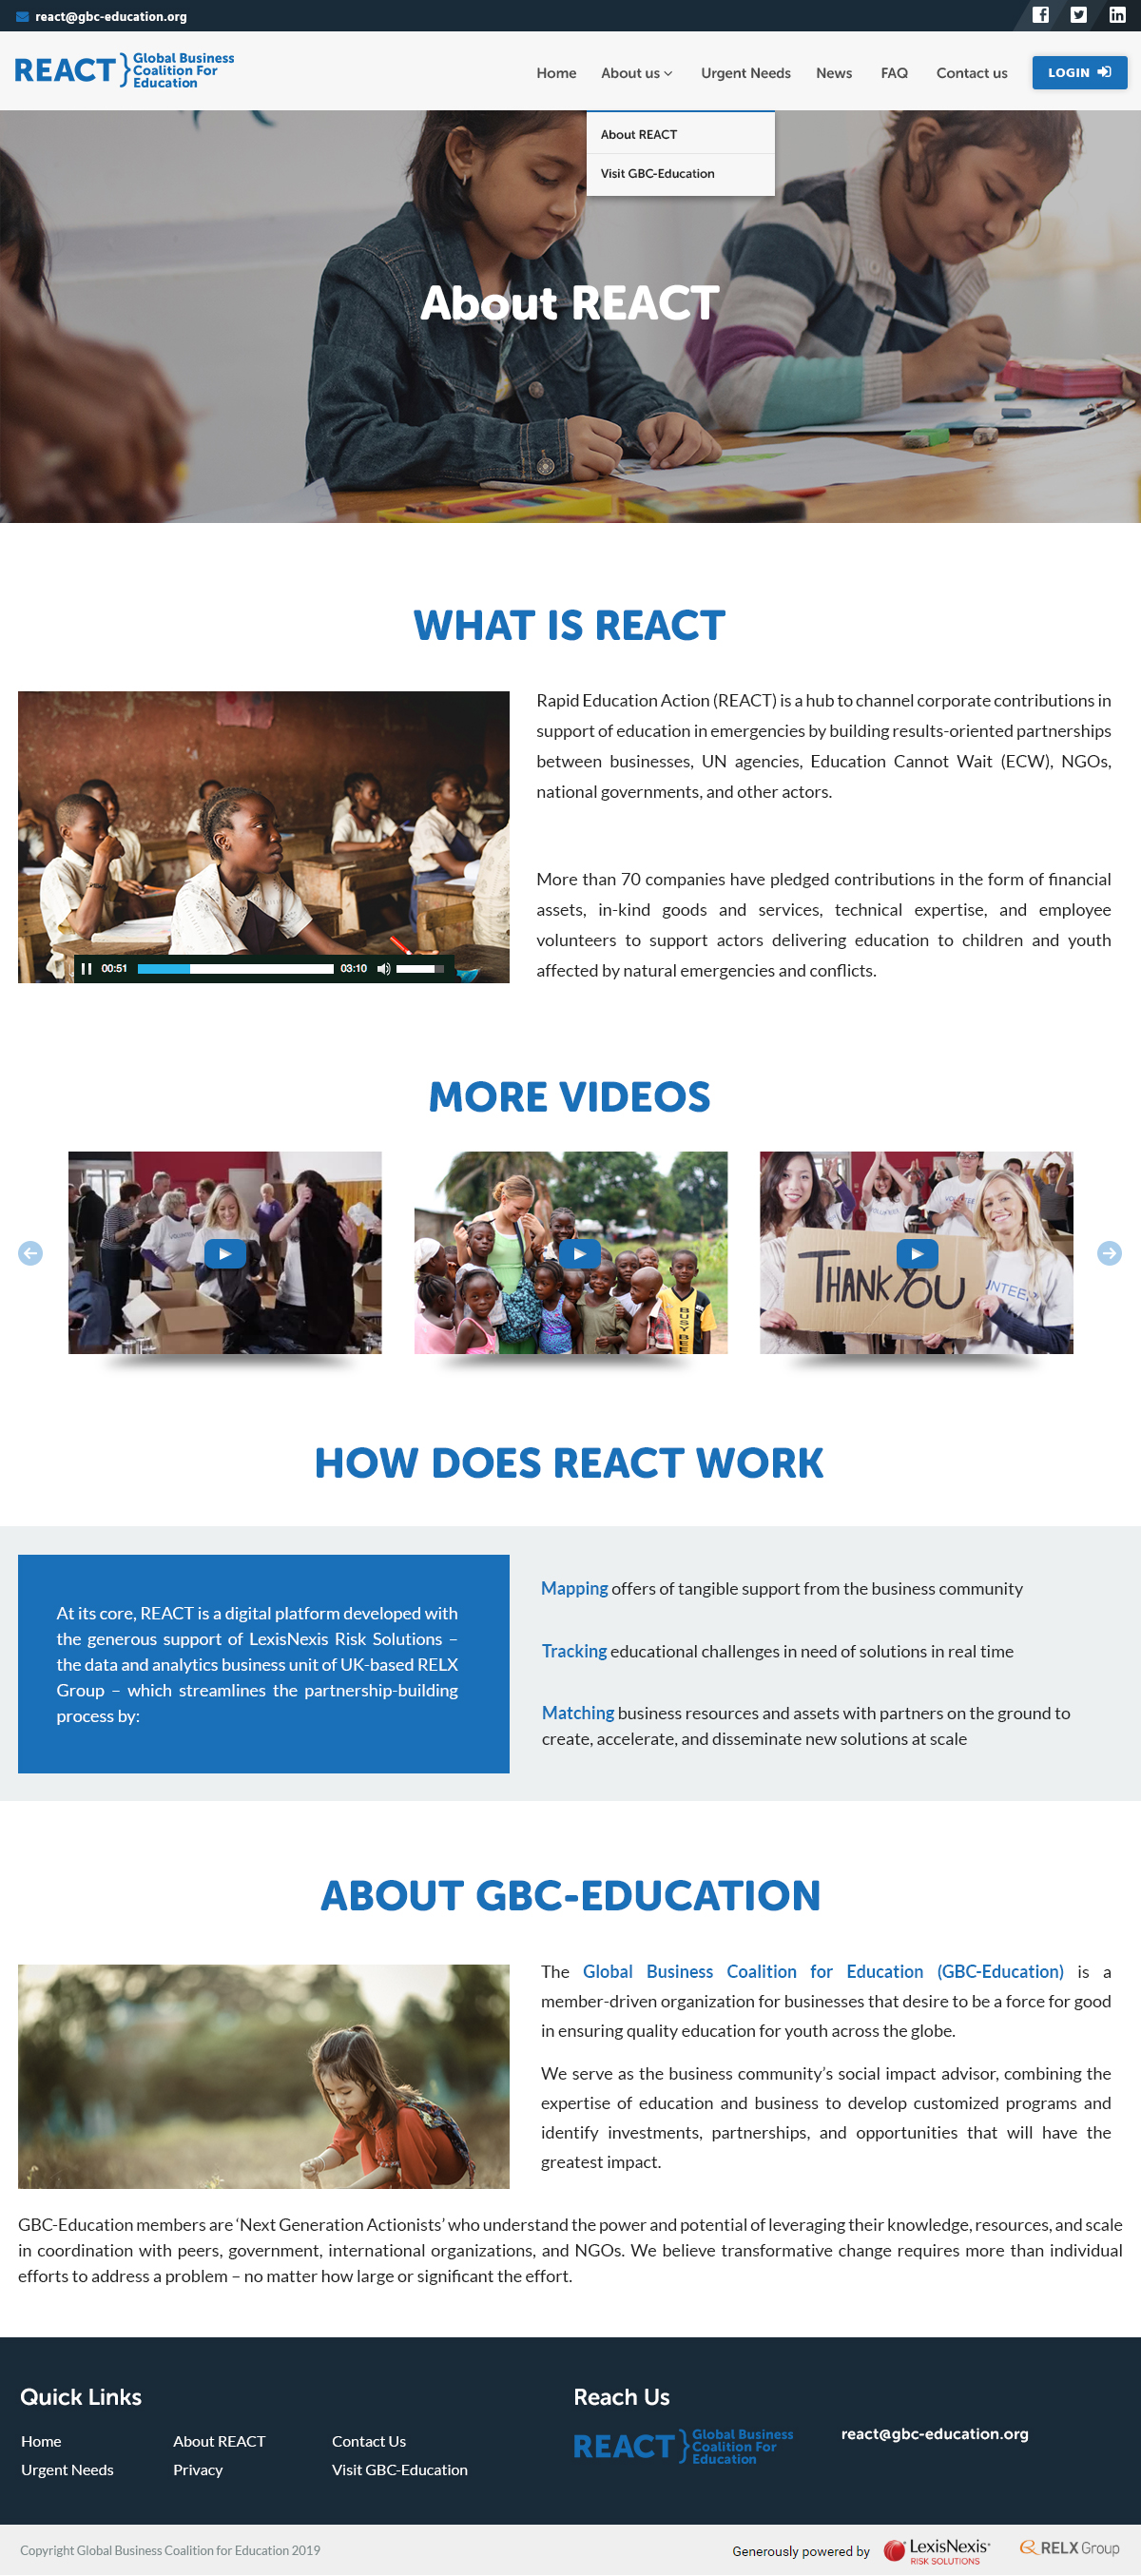 react@gbc-education.org
REACT
Global Business
Coalition For
Education
Home About us Urgent Needs News FAQ Contact us LOGIN
About REACT
Visit GBC-Education
About REACT
WHAT IS REACT
Rapid Education Action (REACT) is a hub to channel corporate contributions in
support of education in emergencies by building results-oriented partnerships
between businesses, UN agencies, Education Cannot Wait (ECW), NGOs,
national governments, and other actors.
More than 70 companies have pledged contributions in the form of financial
assets, in-kind goods and services, technical expertise, and employee
volunteers to support actors delivering education to children and youth
affected by natural emergencies and conflicts.
00:51 03:10
MORE VIDEOS
VOLUNTEER
BUSY BEE
THANK YOU
UNTEE
HOW DOES REACT WORK
At its core, REACT is a digital platform developed with
the generous support of LexisNexis Risk Solutions –
the data and analytics business unit of UK-based RELX
Group – which streamlines the partnership-building
process by:
Mapping offers of tangible support from the business community
Tracking educational challenges in need of solutions in real time
Matching business resources and assets with partners on the ground to
create, accelerate, and disseminate new solutions at scale
ABOUT GBC-EDUCATION
The Global Business Coalition for Education (GBC-Education) is a
member-driven organization for businesses that desire to be a force for good
in ensuring quality education for youth across the globe.
We serve as the business community’s social impact advisor, combining the
expertise of education and business to develop customized programs and
identify investments, partnerships, and opportunities that will have the
greatest impact.
GBC-Education members are ‘Next Generation Actionists’ who understand the power and potential of leveraging their knowledge, resources, and scale
in coordination with peers, government, international organizations, and NGOs. We believe transformative change requires more than individual
efforts to address a problem – no matter how large or significant the effort.
Quick Links
Home About REACT Contact Us
Urgent Needs Privacy Visit GBC-Education
Reach Us
REACT
Global Business
Coalition For
Education
react@gbc-education.org
Copyright Global Business Coalition for Education 2019
Generously powered by
LexisNexis
RISK SOLUTIONS
RELX Group